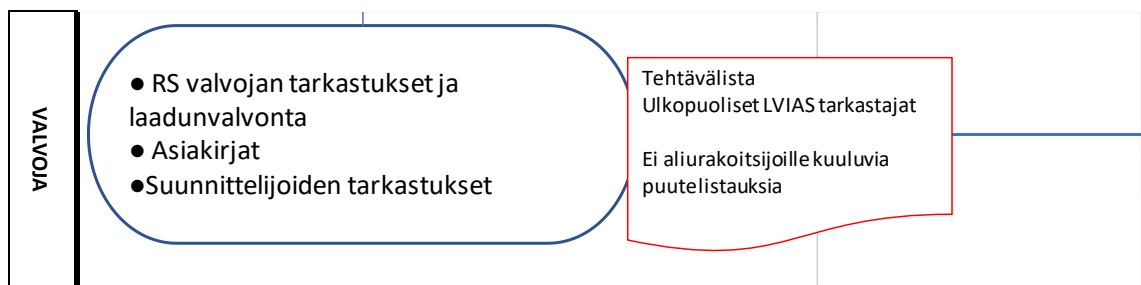 VALVOJA
● RS valvojan tarkastukset ja
laadunvalvonta
● Asiakirjat
●Suunnittelijoiden tarkastukset
Tehtävälista
Ulkopuoliset LVIAS tarkastajat
Ei aliurakoitsijoille kuuluvia
puutelistauksia